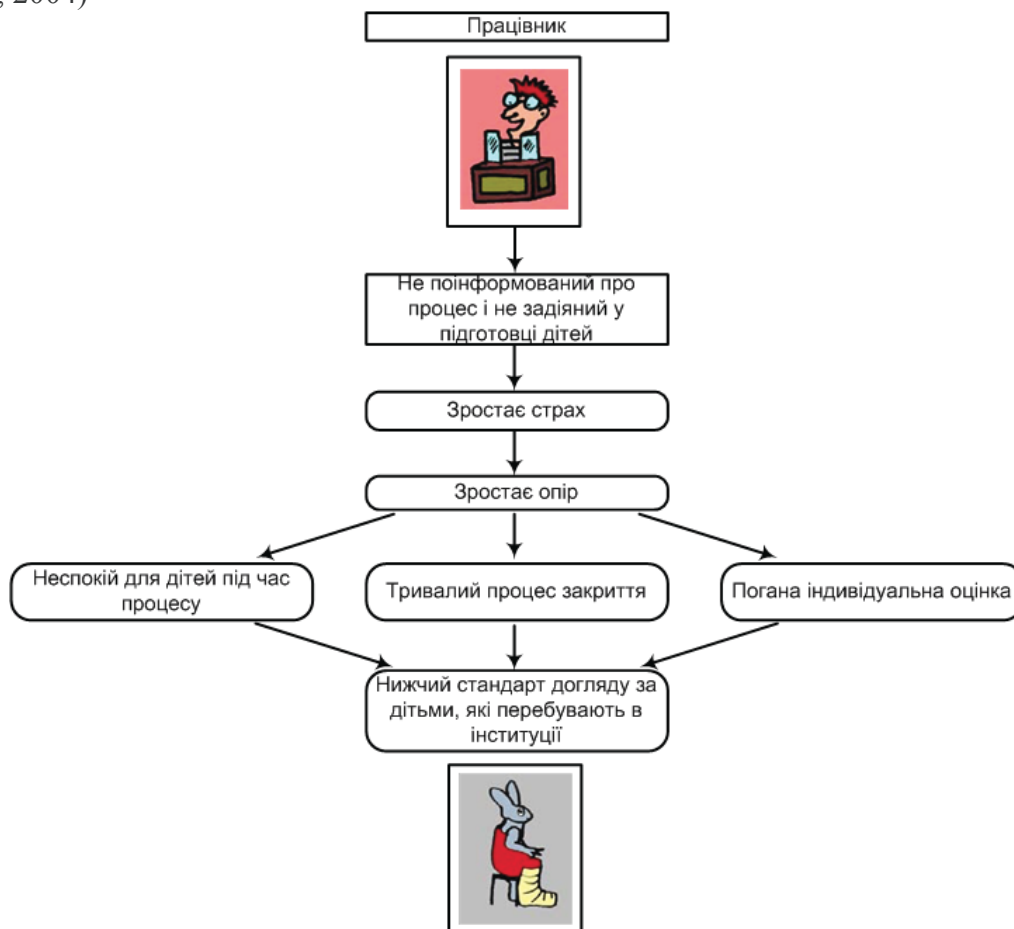 , 2004)
Працівник
Не поінформований про
процес і не задіяний у
підготовці дітей
Зростає страх
Зростає опір
Неспокій для дітей під час
процесу
Тривалий процес закриття
Погана індивідуальна оцінка
Нижчий стандарт догляду за
дітьми, які перебувають в
інституції